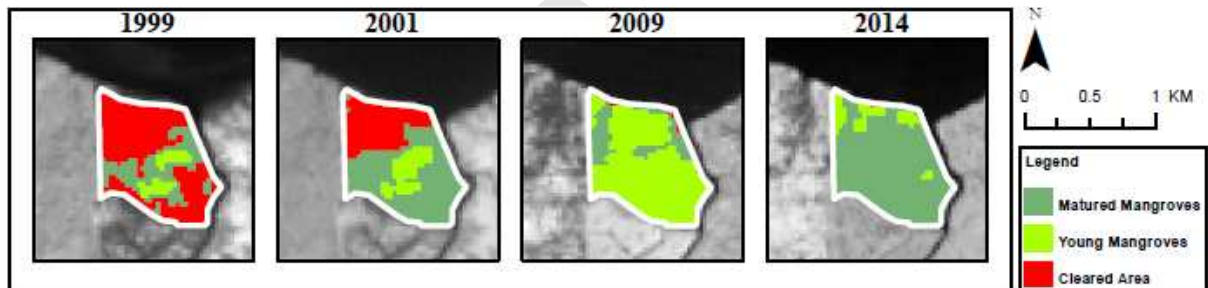 1999 2001 2009 2014
N
0 0.5 1 KM
Legend
Matured Mangroves
Young Mangroves
Cleared Area